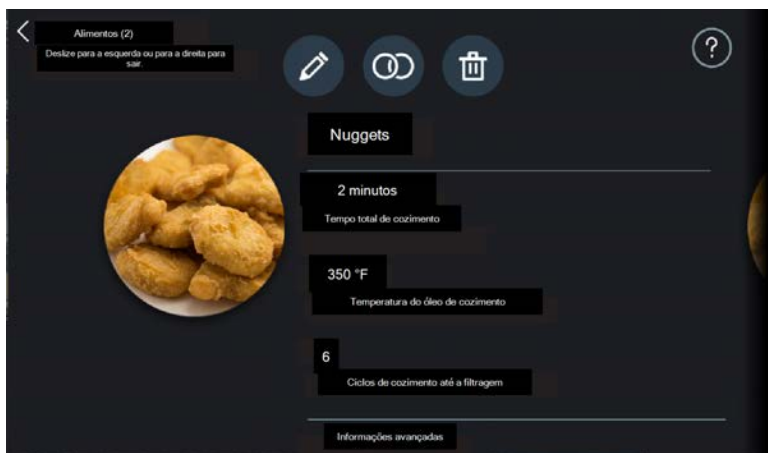 Alimentos (2)
Deslize para a esquerda ou para a direita para
sair.
?
Nuggets
2 minutos
Tempo total de cozimento
350 °F
Temperatura do óleo de cozimento
6
Ciclos de cozimento até a filtragem
Informações avançadas